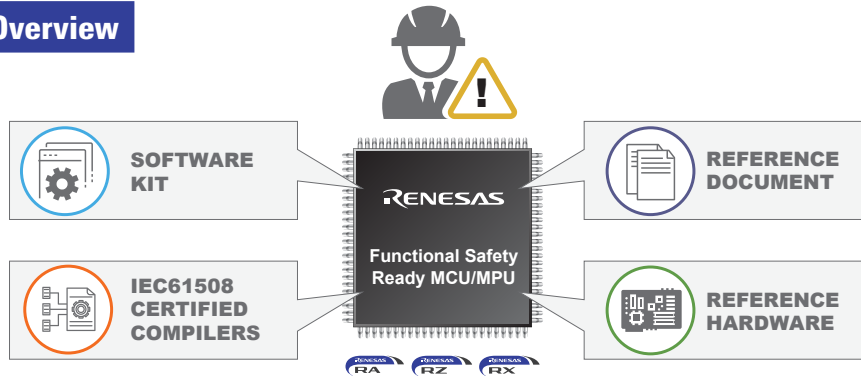 Overview
SOFTWARE
KIT
REFERENCE
DOCUMENT
RENESAS
Functional Safety
Ready MCU/MPU
IEC61508
CERTIFIED
COMPILERS
REFERENCE
HARDWARE
RENESAS
RA
RENESAS
RZ
RENESAS
RX